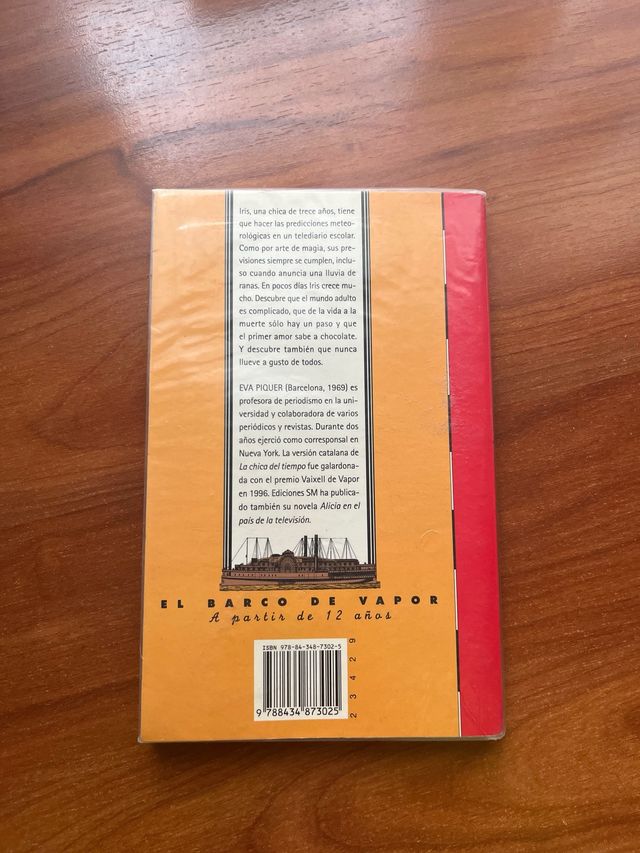 Iris, una chica de trece años, tiene
que hacer las predicciones meteo-
rológicas en un telediario escolar.
Como por arte de magia, sus pre-
visiones siempre se cumplen, inclu-
so cuando anuncia una lluvia de
ranas. En pocos días Iris crece mu-
cho. Descubre que el mundo adulto
es complicado, que de la vida a la
muerte sólo hay un paso y que
el primer amor sabe a chocolate.
Y descubre también que nunca
llueve a gusto de todos.
EVA PIQUER (Barcelona, 1969) es
profesora de periodismo en la uni-
versidad y colaboradora de varios
periódicos y revistas. Durante dos
años ejerció como corresponsal en
Nueva York. La versión catalana de
La chica del tiempo fue galardona-
da con el premio Vaixell de Vapor
en 1996. Ediciones SM ha publica-
do también su novela Alicia en el
país de la televisión.
EL BARCO DE VAPOR
A partir de 12 años
ISBN 978-84-348-7302-5
9 788434 873025
23429